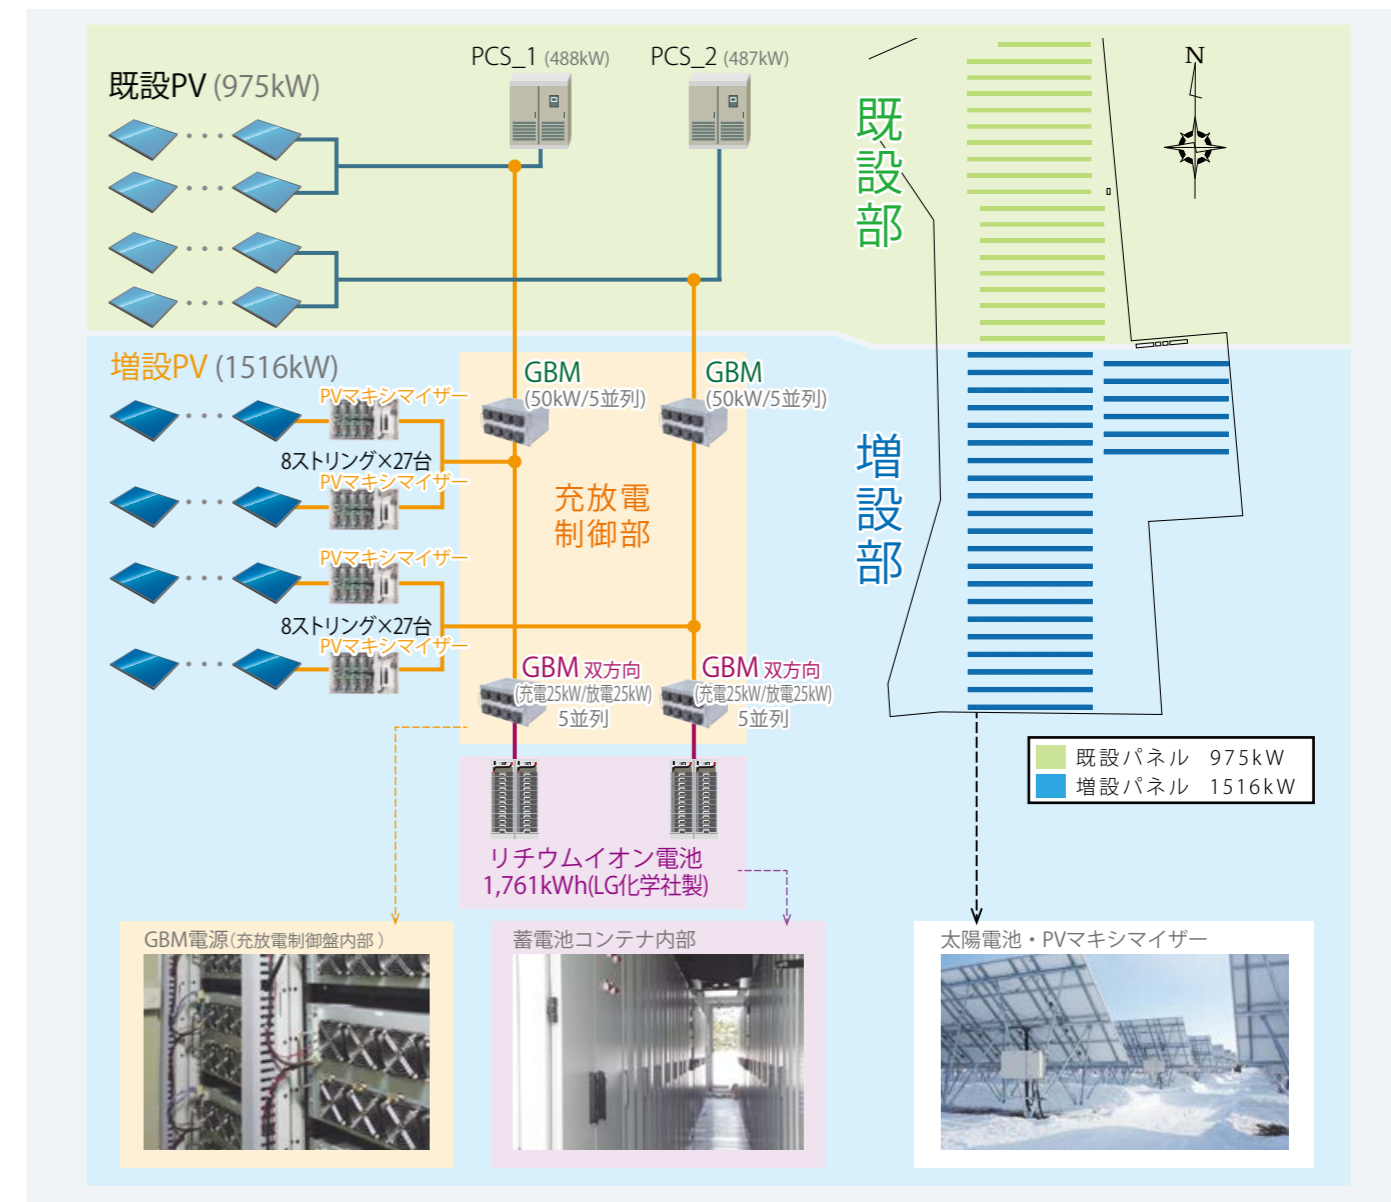 PCS_1 (488kW)
PCS_2 (487kW)
既設PV (975kW)
N
既設部
増設PV (1516kW)
PVマキシマイザー
8ストリング×27台
PVマキシマイザー
PVマキシマイザー
8ストリング×27台
PVマキシマイザー
GBM
(50kW/5並列)
GBM
(50kW/5並列)
充放電
制御部
GBM 双方向
(充電25kW/放電25kW)
5並列
GBM 双方向
(充電25kW/放電25kW)
5並列
増設部
既設パネル 975kW
増設パネル 1516kW
リチウムイオン電池
1,761kWh(LG化学社製)
GBM電源(充放電制御盤内部)
蓄電池コンテナ内部
太陽電池・PVマキシマイザー